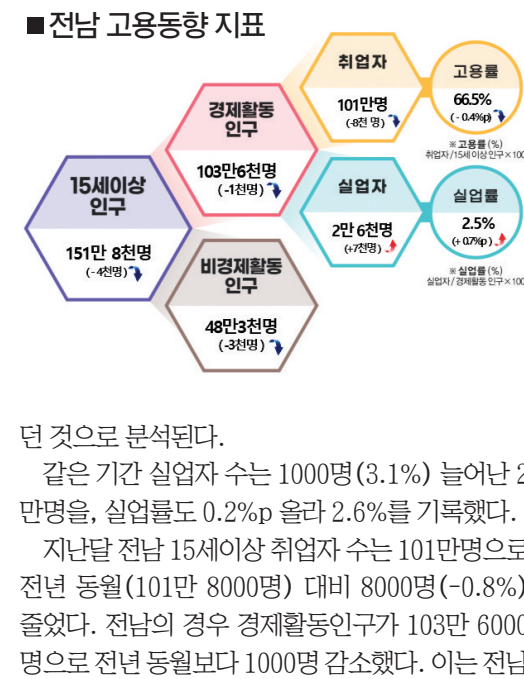 ■전남 고용동향 지표
취업자
101만명
(-8천 명)
고용률
66.5%
(- 0.4%p)
※ 고용률 (%)
취업자/15세 이상 인구×100
경제활동
인구
103만6천명
(-1천명)
15세이상
인구
151만 8천명
(-4천명)
실업자
2만 6천명
(+7천명)
실업률
2.5%
(+ 0.7%p)
※ 실업률 (%)
실업자/ 경제활동 인구×100
비경제활동
인구
48만3천명
(-3천명)
던 것으로 분석된다.
같은 기간 실업자 수는 1000명(3.1%) 늘어난 2
만명을, 실업률도 0.2%p 올라 2.6%를 기록했다.
지난달 전남 15세이상 취업자 수는 101만명으로
전년 동월(101만 8000명) 대비 8000명(-0.8%)
줄었다. 전남의 경우 경제활동인구가 103만 6000
명으로 전년 동월보다 1000명 감소했다. 이는 전남